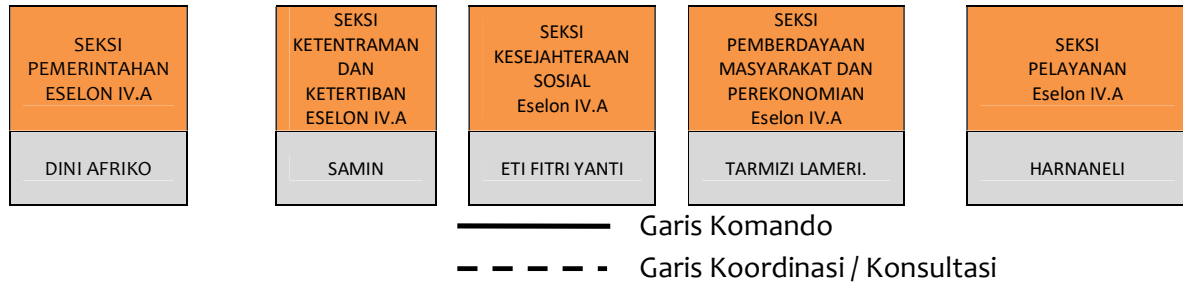 SEKSI
PEMERINTAHAN
ESELON IV.A
DINI AFRIKO
SEKSI
KETENTRAMAN
DAN
KETERTIBAN
ESELON IV.A
SAMIN
SEKSI
KESEJAHTERAAN
SOSIAL
Eselon IV.A
ETI FITRI YANTI
SEKSI
PEMBERDAYAAN
MASYARAKAT DAN
PEREKONOMIAN
Eselon IV.A
TARMIZI LAMERI.
SEKSI
PELAYANAN
Eselon IV.A
HARNANELI
Garis Komando
Garis Koordinasi / Konsultasi